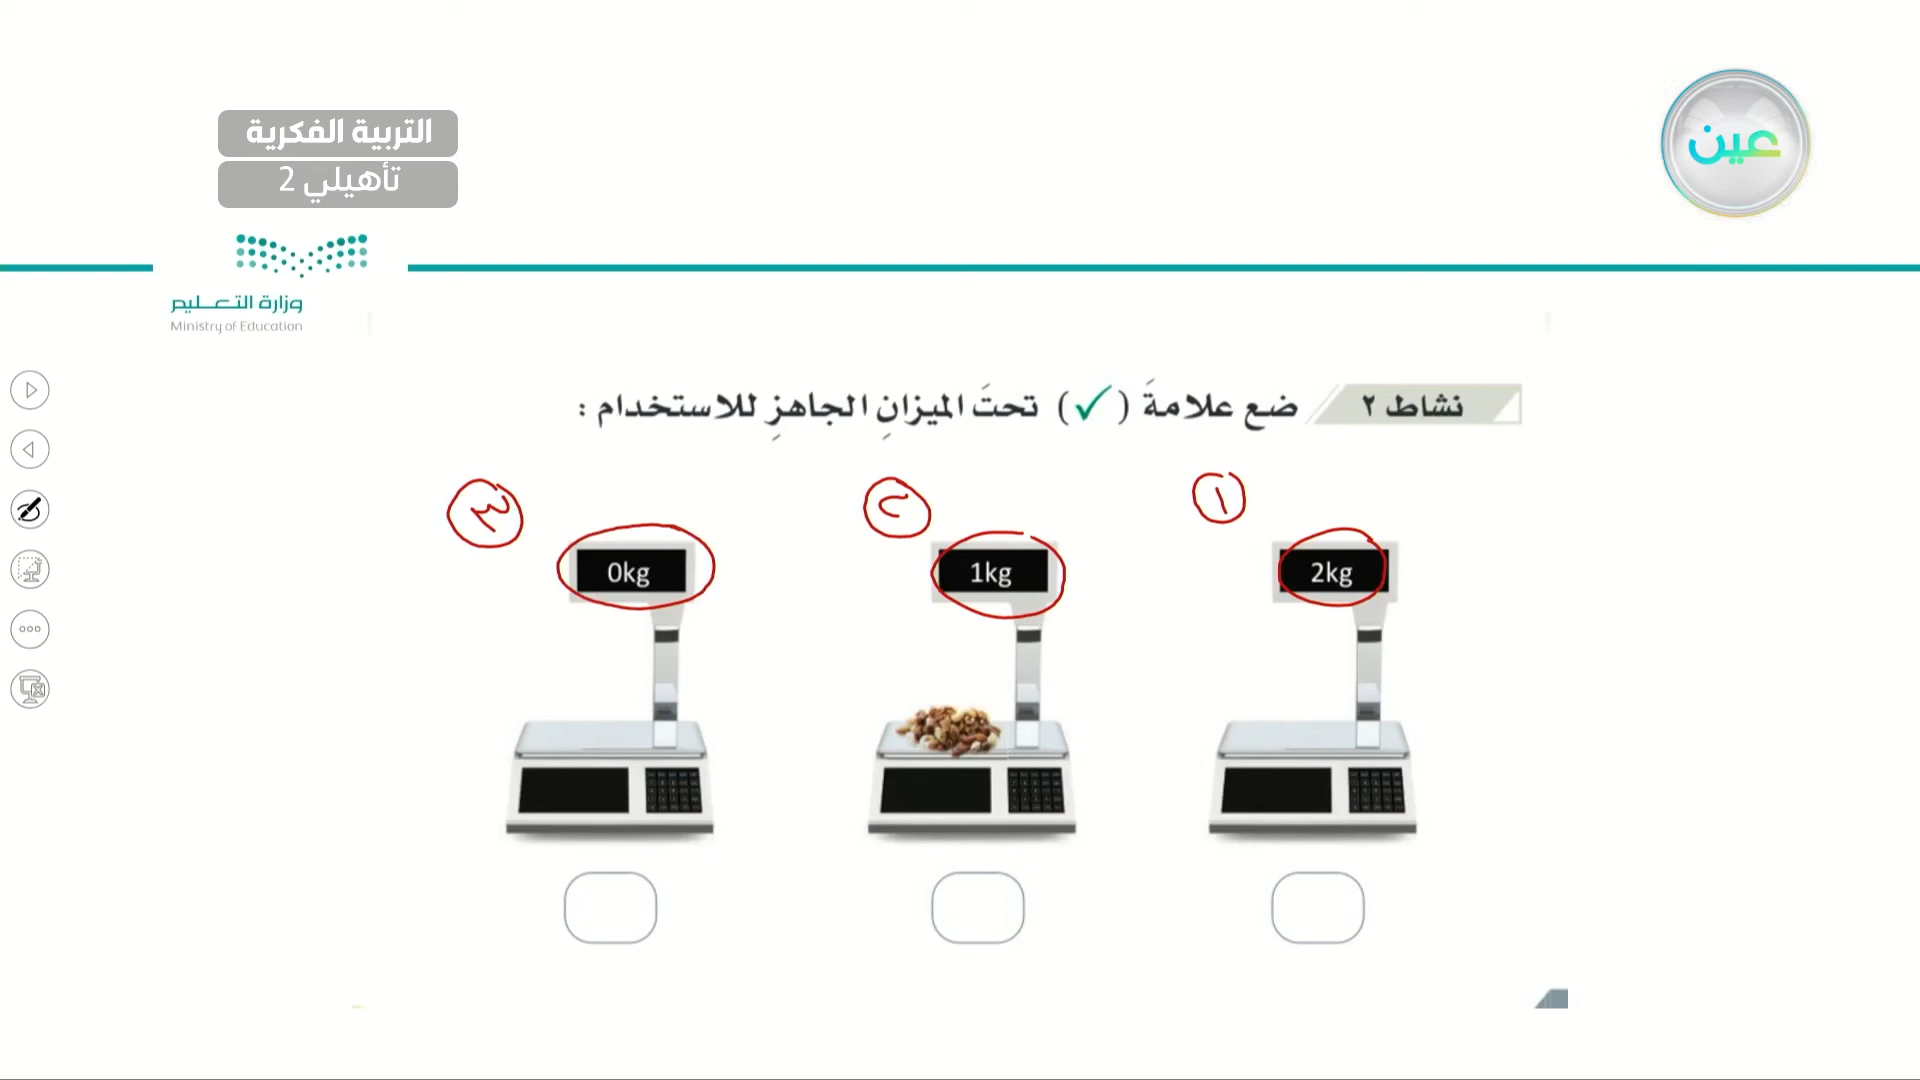 التربية الفكرية
تأهيلي 2
عين
وزارة التعليم
Ministry of Education
نشاط ٢ ضع علامةَ (✓) تحتَ الميزانِ الجاهزِ للاستخدام :
١
٢
٣
2kg
1kg
0kg